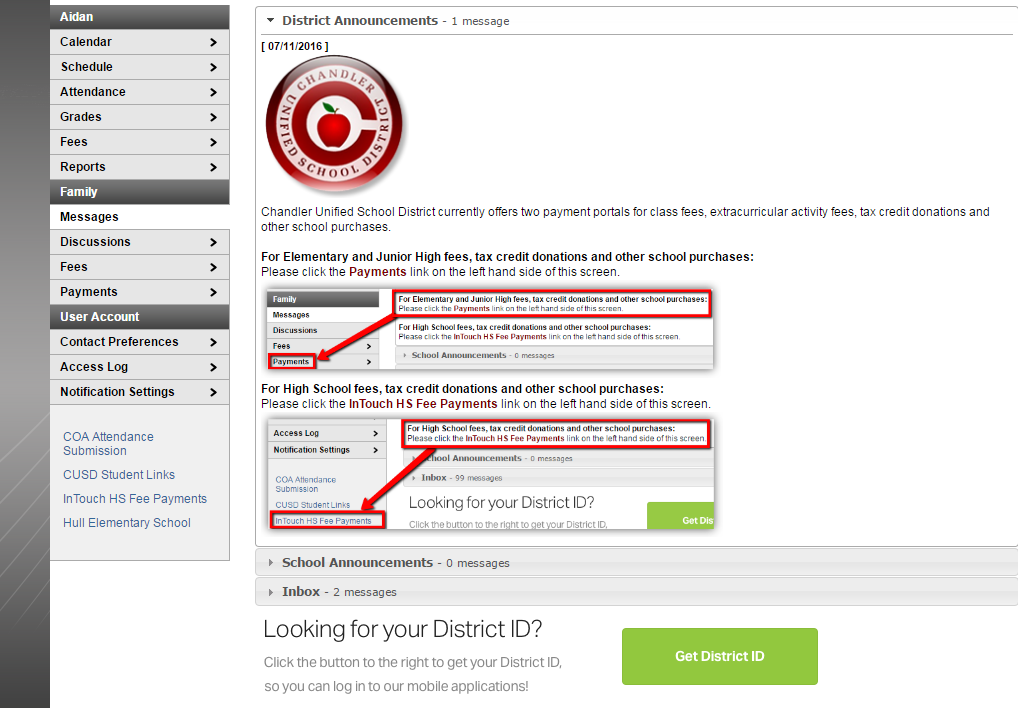 Aidan
Calendar
Schedule
Attendance
Grades
Fees
Reports
Family
Messages
Discussions
Fees
Payments
User Account
Contact Preferences
Access Log
Notification Settings
COA Attendance
Submission
CUSD Student Links
InTouch HS Fee Payments
Hull Elementary School
District Announcements - 1 message
[ 07/11/2016 ]
CHANDLER
UNIFIED SCHOOL DISTRICT
Chandler Unified School District currently offers two payment portals for class fees, extracurricular activity fees, tax credit donations and
other school purchases.
For Elementary and Junior High fees, tax credit donations and other school purchases:
Please click the Payments link on the left hand side of this screen.
Family
Messages
Discussions
Fees
Payments
For Elementary and Junior High fees, tax credit donations and other school purchases:
Please click the Payments link on the left hand side of this screen.
For High School fees, tax credit donations and other school purchases:
Please click the InTouch HS Fee Payments link on the left hand side of this screen.
School Announcements - 0 messages
For High School fees, tax credit donations and other school purchases:
Please click the InTouch HS Fee Payments link on the left hand side of this screen.
Access Log
Notification Settings
COA Attendance
Submission
CUSD Student Links
InTouch HS Fee Payments
For High School fees, tax credit donations and other school purchases:
Please click the InTouch HS Fee Payments link on the left hand side of this screen.
School Announcements - 0 messages
Inbox - 99 messages
Looking for your District ID?
Click the button to the right to get your District ID,
Get Dis
School Announcements - 0 messages
Inbox - 2 messages
Looking for your District ID?
Click the button to the right to get your District ID,
so you can log in to our mobile applications!
Get District ID